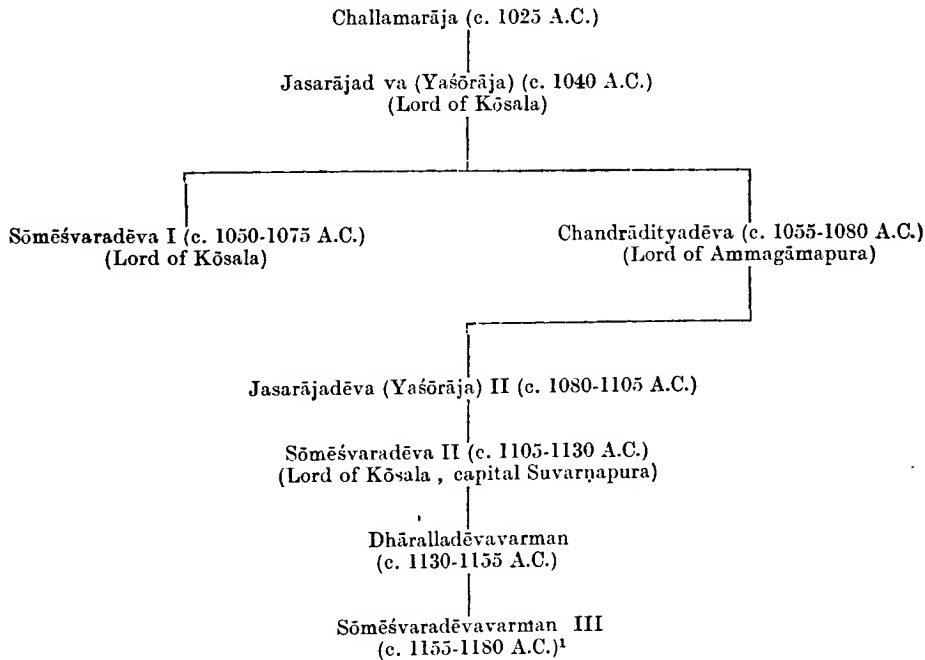 Challamarāja (c. 1025 A.C.)
Jasarājad va (Yaśōrāja) (c. 1040 A.C.)
(Lord of Kōsala)
Sōmēśvaradēva I (c. 1050-1075 A.C.)
(Lord of Kōsala)
Chandrādityadēva (c. 1055-1080 A.C.)
(Lord of Ammagāmapura)
Jasarājadēva (Yaśōrāja) II (c. 1080-1105 A.C.)
Sōmēśvaradēva II (c. 1105-1130 A.C.)
(Lord of Kōsala , capital Suvarṇapura)
Dhāralladēvavarman
(c. 1130-1155 A.C.)
Sōmēśvaradēvavarman III
(c. 1155-1180 A.C.)¹